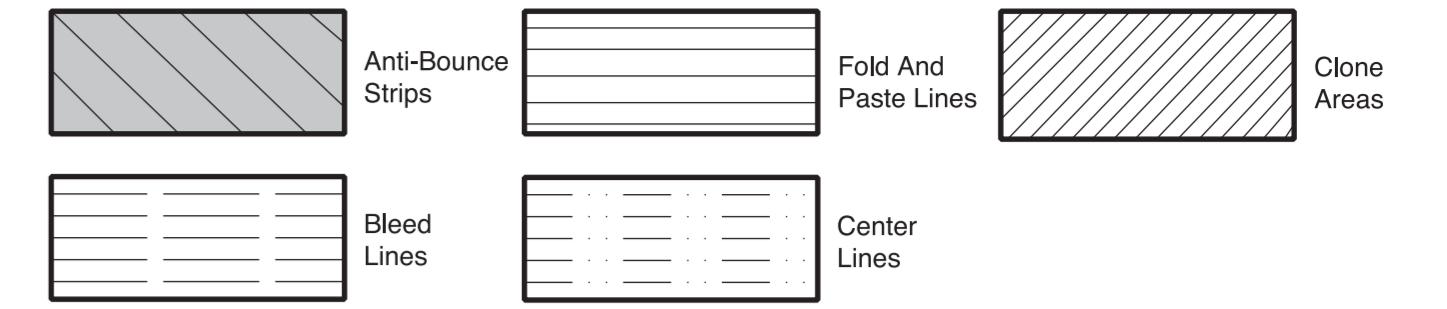 Anti-Bounce
Strips
Fold And
Paste Lines
Clone
Areas
Bleed
Lines
Center
Lines